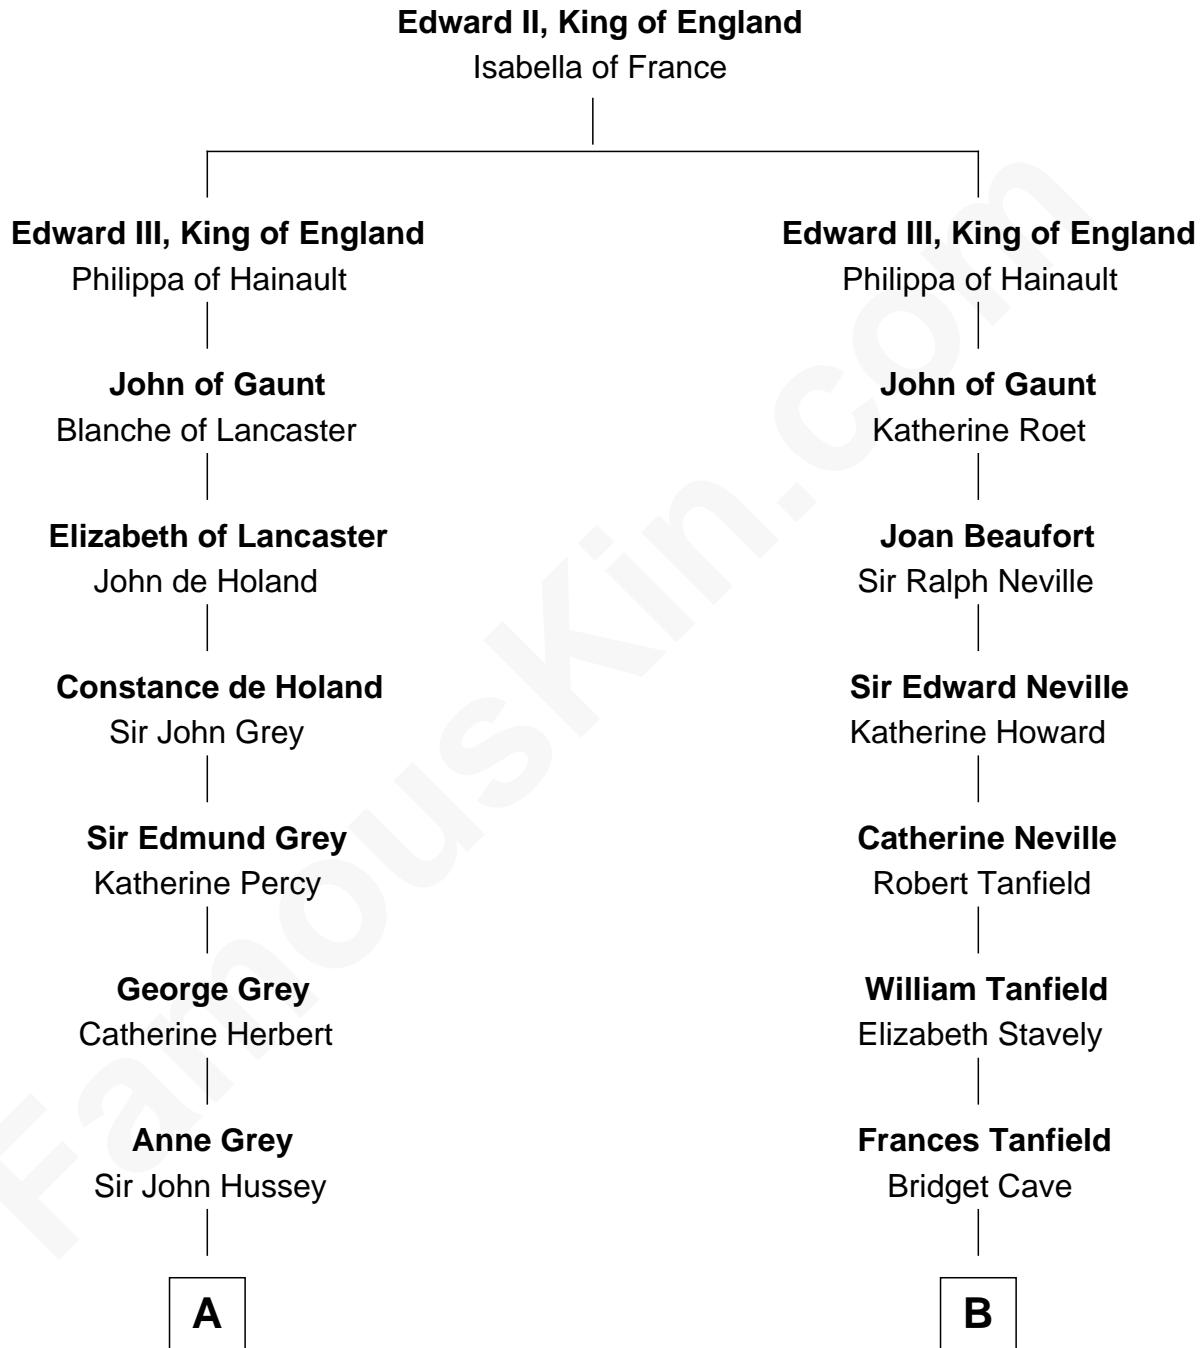 Edward II, King of England
Isabella of France
Edward III, King of England
Philippa of Hainault
John of Gaunt
Blanche of Lancaster
Elizabeth of Lancaster
John de Holand
Constance de Holand
Sir John Grey
Sir Edmund Grey
Katherine Percy
George Grey
Catherine Herbert
Anne Grey
Sir John Hussey
A
Edward III, King of England
Philippa of Hainault
John of Gaunt
Katherine Roet
Joan Beaufort
Sir Ralph Neville
Sir Edward Neville
Katherine Howard
Catherine Neville
Robert Tanfield
William Tanfield
Elizabeth Stavely
Frances Tanfield
Bridget Cave
B
FamousKin.com